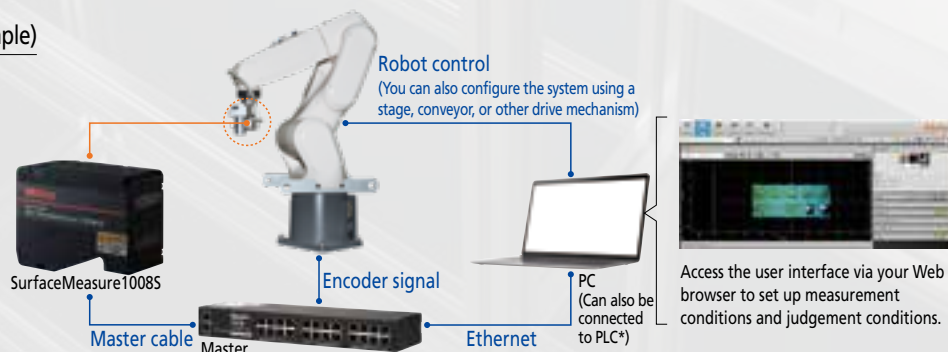 ple)
Robot control
(You can also configure the system using a
stage, conveyor, or other drive mechanism)
SurfaceMeasure1008S
Encoder signal
PC
(Can also be
connected
to PLC*)
Access the user interface via your Web
browser to set up measurement
conditions and judgement conditions.
Master cable
Master
Ethernet